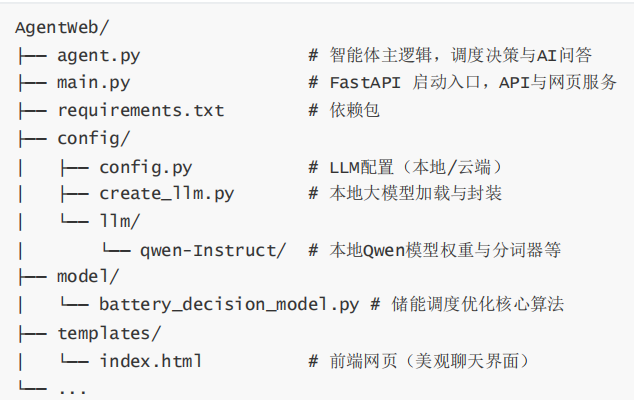 AgentWeb/
├── agent.py                # 智能体主逻辑，调度决策与AI问答
├── main.py                 # FastAPI 启动入口，API与网页服务
├── requirements.txt        # 依赖包
├── config/
│   ├── config.py           # LLM配置（本地/云端）
│   ├── create_llm.py       # 本地大模型加载与封装
│   └── llm/
│       └── qwen-Instruct/  # 本地Qwen模型权重与分词器等
├── model/
│   └── battery_decision_model.py # 储能调度优化核心算法
├── templates/
│   └── index.html          # 前端网页（美观聊天界面）
└── ...